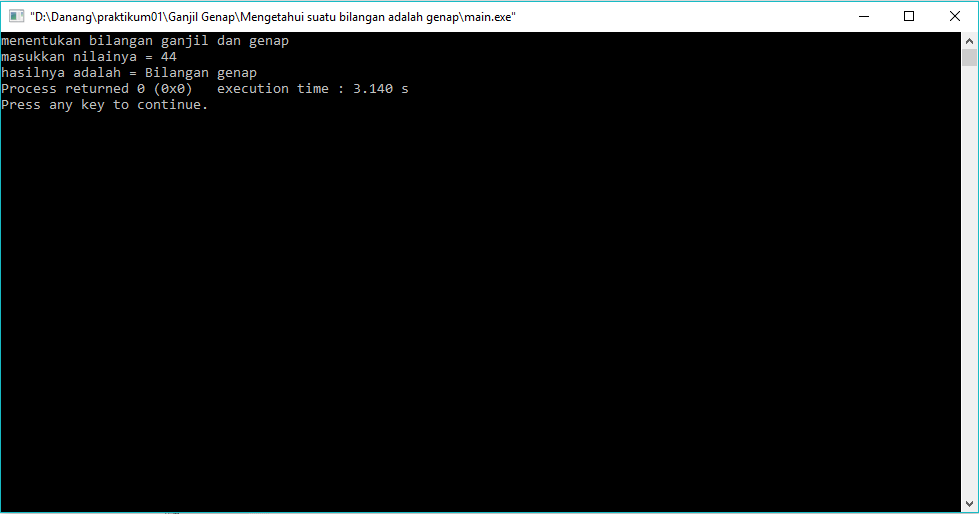 "D:\Danang\praktikum01\Ganjil Genap\Mengetahui suatu bilangan adalah genap\main.exe"
menentukan bilangan ganjil dan genap
masukkan nilainya = 44
hasilnya adalah = Bilangan genap
Process returned 0 (0x0)   execution time : 3.140 s
Press any key to continue.